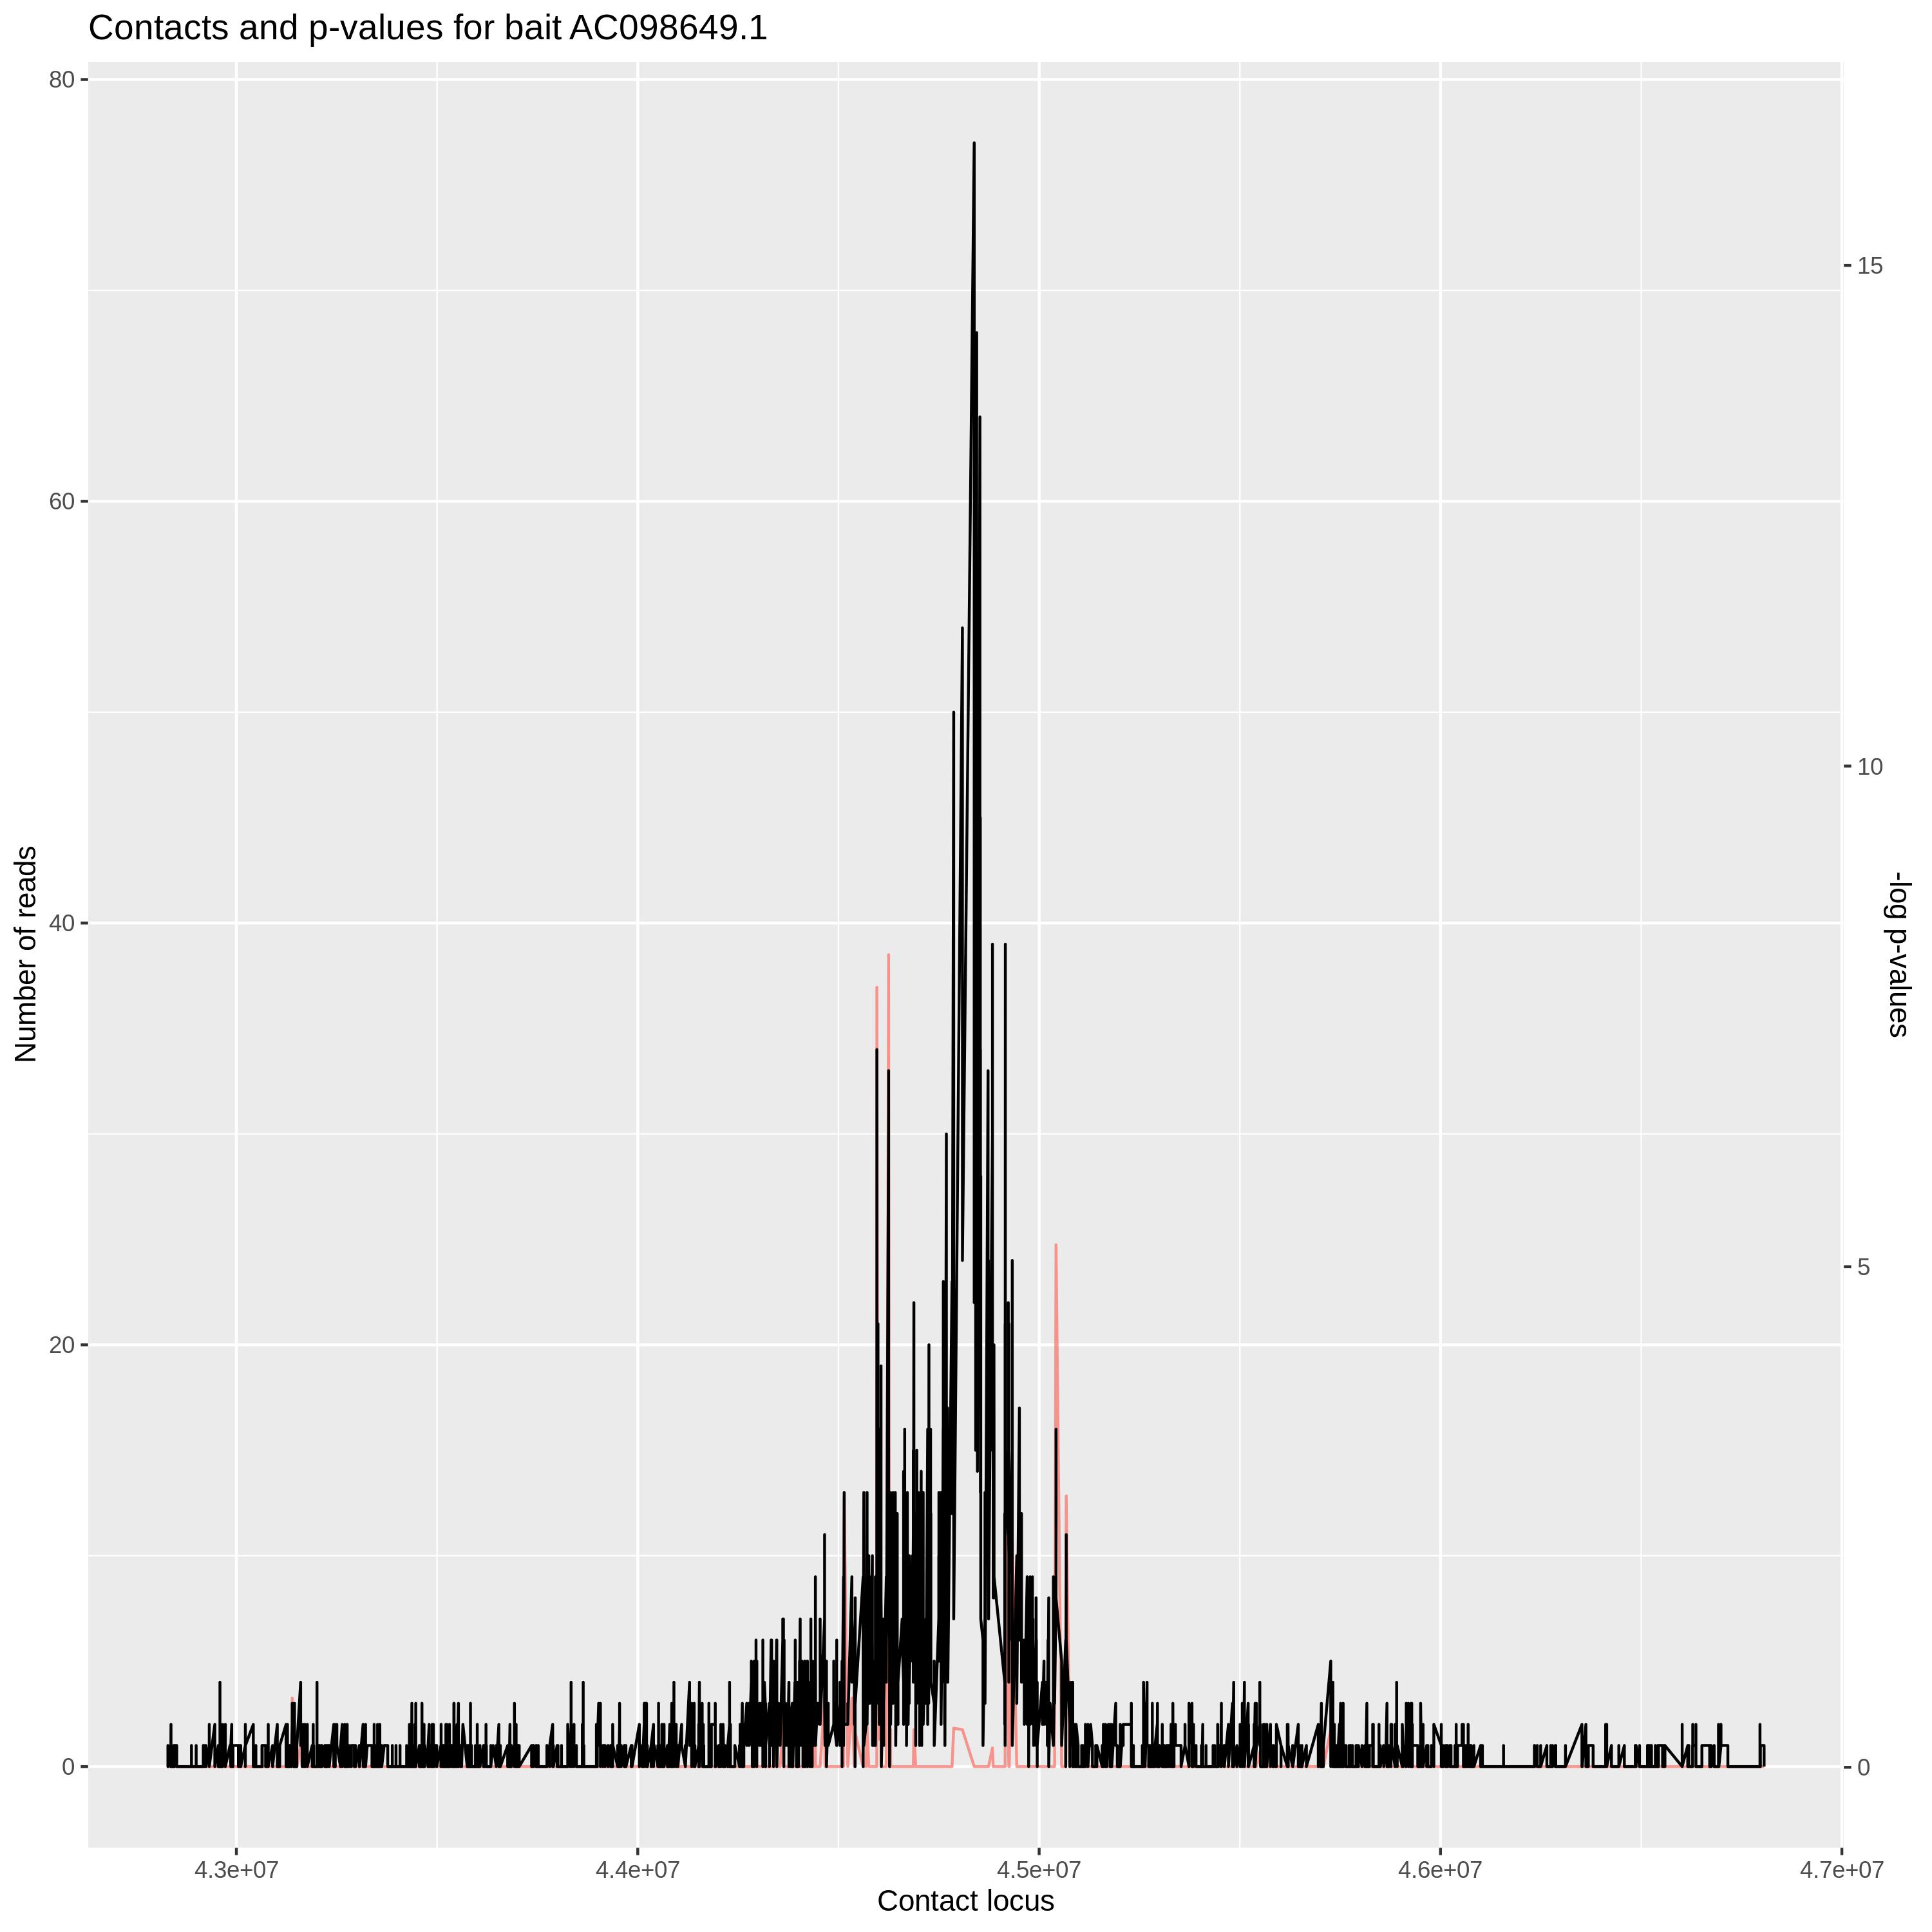 Contacts and p-values for bait AC098649.1
80
60
40
20
0
Number of reads
15
10
5
0
-log p-values
4.3e+07
4.4e+07
4.5e+07
4.6e+07
4.7e+07
Contact locus